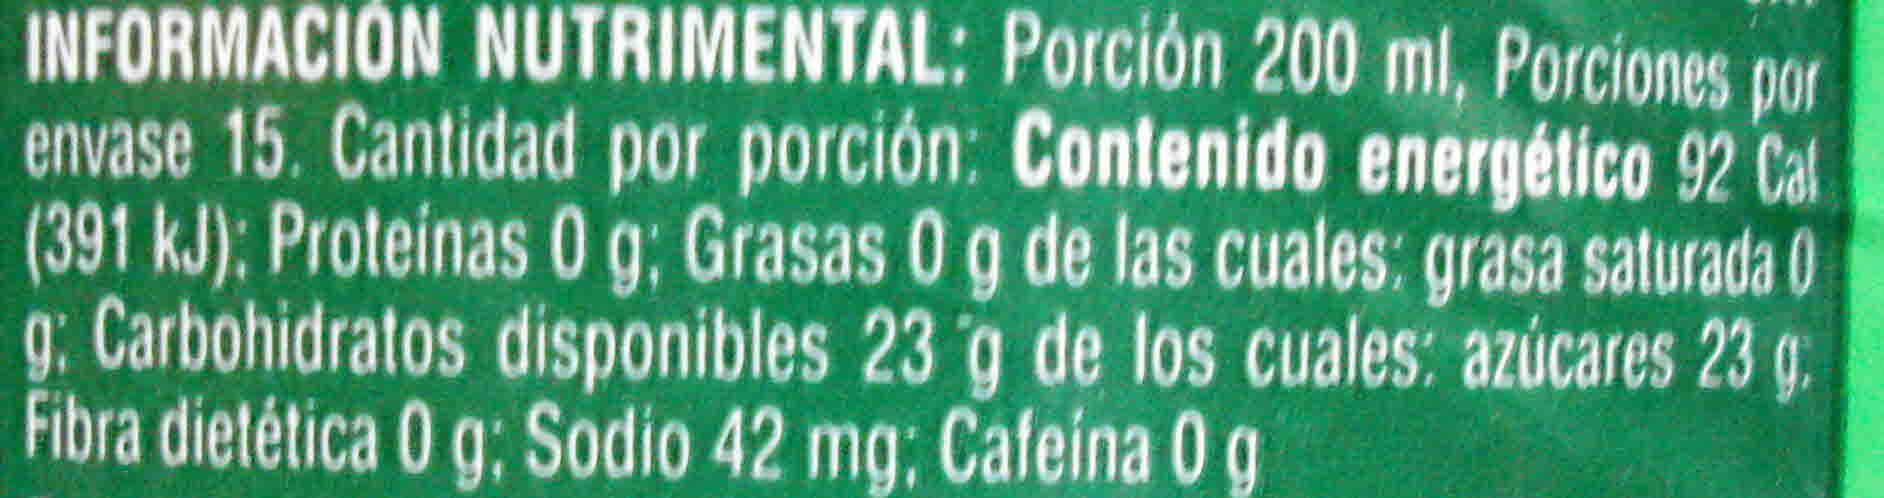 INFORMACIÓN NUTRIMENTAL: Porción 200 ml, Porciones por
envase 15. Cantidad por porción: Contenido energético 92 Cal
(391 kJ); Proteínas 0 g; Grasas 0 g de las cuales: grasa saturada 0
g; Carbohidratos disponibles 23 g de los cuales: azúcares 23 g;
Fibra dietética 0 g; Sodio 42 mg; Cafeína 0 g